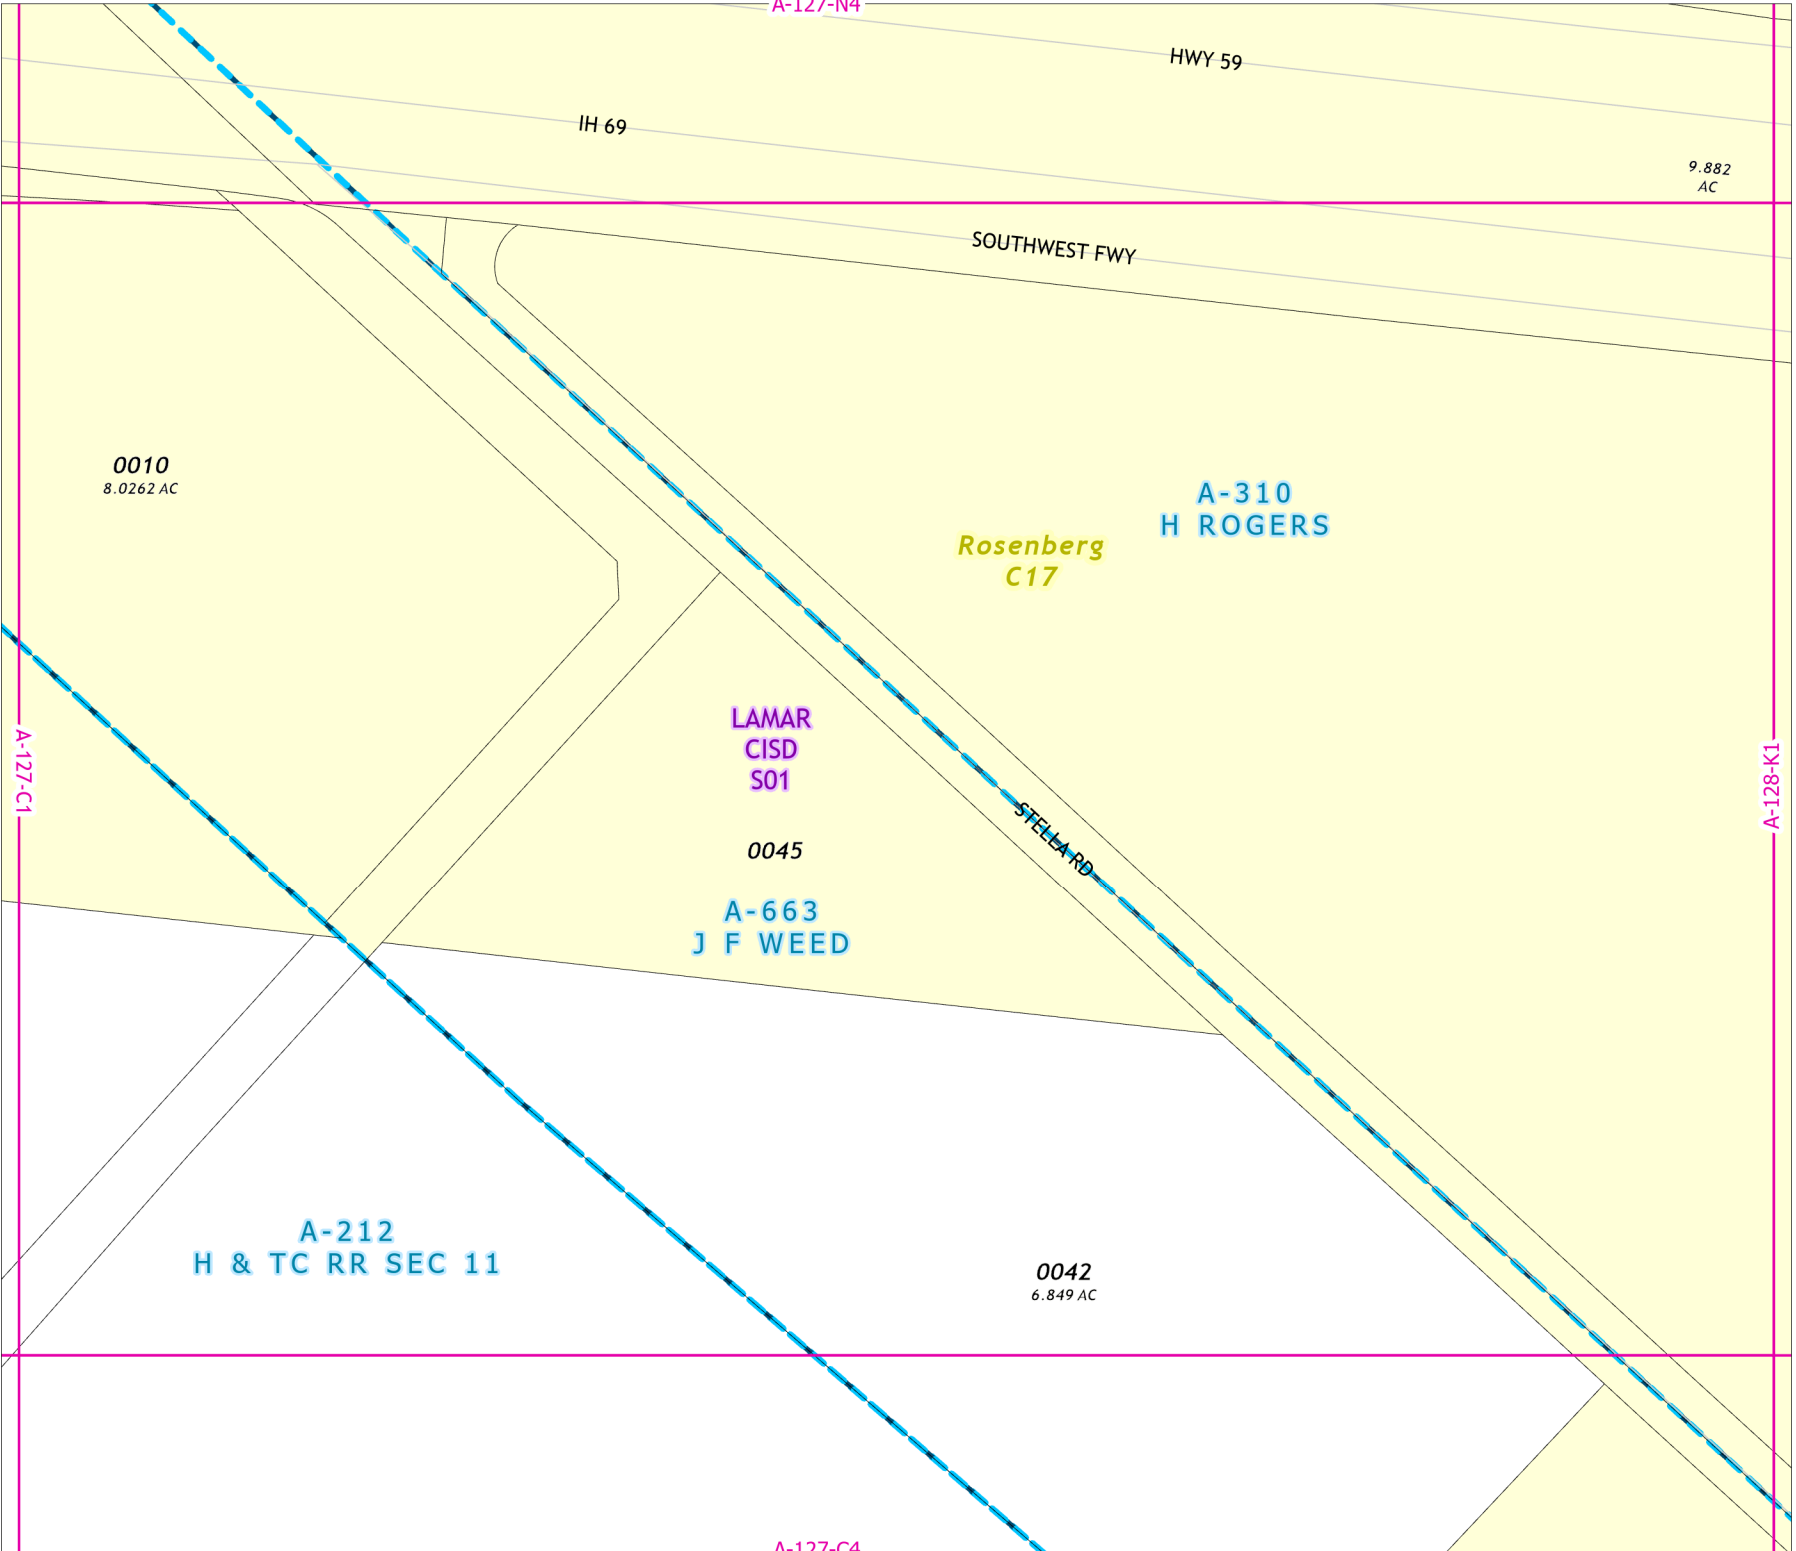 A-127-N4
HWY 59
IH 69
9.882
AC
SOUTHWEST FWY
0010
8.0262 AC
A-310
H ROGERS
Rosenberg
C17
LAMAR
CISD
S01
A-127-C1
A-128-K1
STELLA RD
0045
A-663
J F WEED
A-212
H & TC RR SEC 11
0042
6.849 AC
A-127-C4